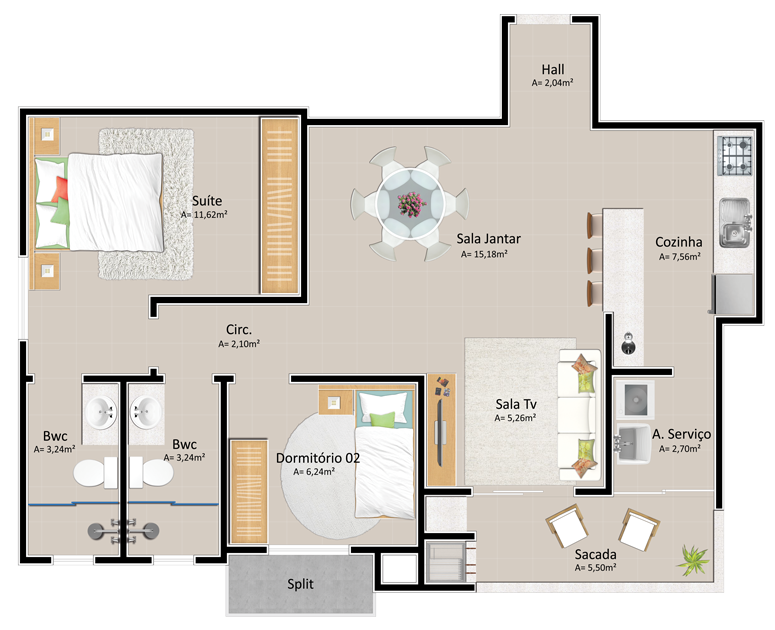 Hall
A= 2,04m²
Suíte
A= 11,62m²
Sala Jantar
A= 15,18m²
Cozinha
A= 7,56m²
Circ.
A= 2,10m²
Sala Tv
A= 5,26m²
Bwc
A= 3,24m²
Bwc
A= 3,24m²
Dormitório 02
A= 6,24m²
A. Serviço
A= 2,70m²
Sacada
A= 5,50m²
Split